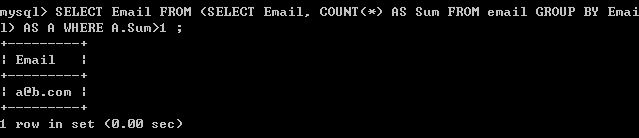 mysql> SELECT Email FROM (SELECT Email, COUNT(*) AS Sum FROM email GROUP BY Emai
l) AS A WHERE A.Sum>1 ;
+---------+
| Email   |
+---------+
| a@b.com |
+---------+
1 row in set (0.00 sec)